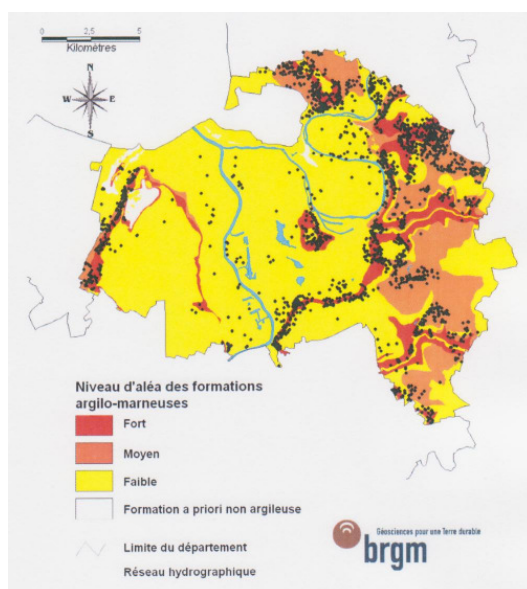 0 2,5 5
Kilomètres
N
W E
S
Niveau d'aléa des formations
argilo-marneuses
Fort
Moyen
Faible
Formation a priori non argileuse
Limite du département
Réseau hydrographique
Géosciences pour une Terre durable
brgm